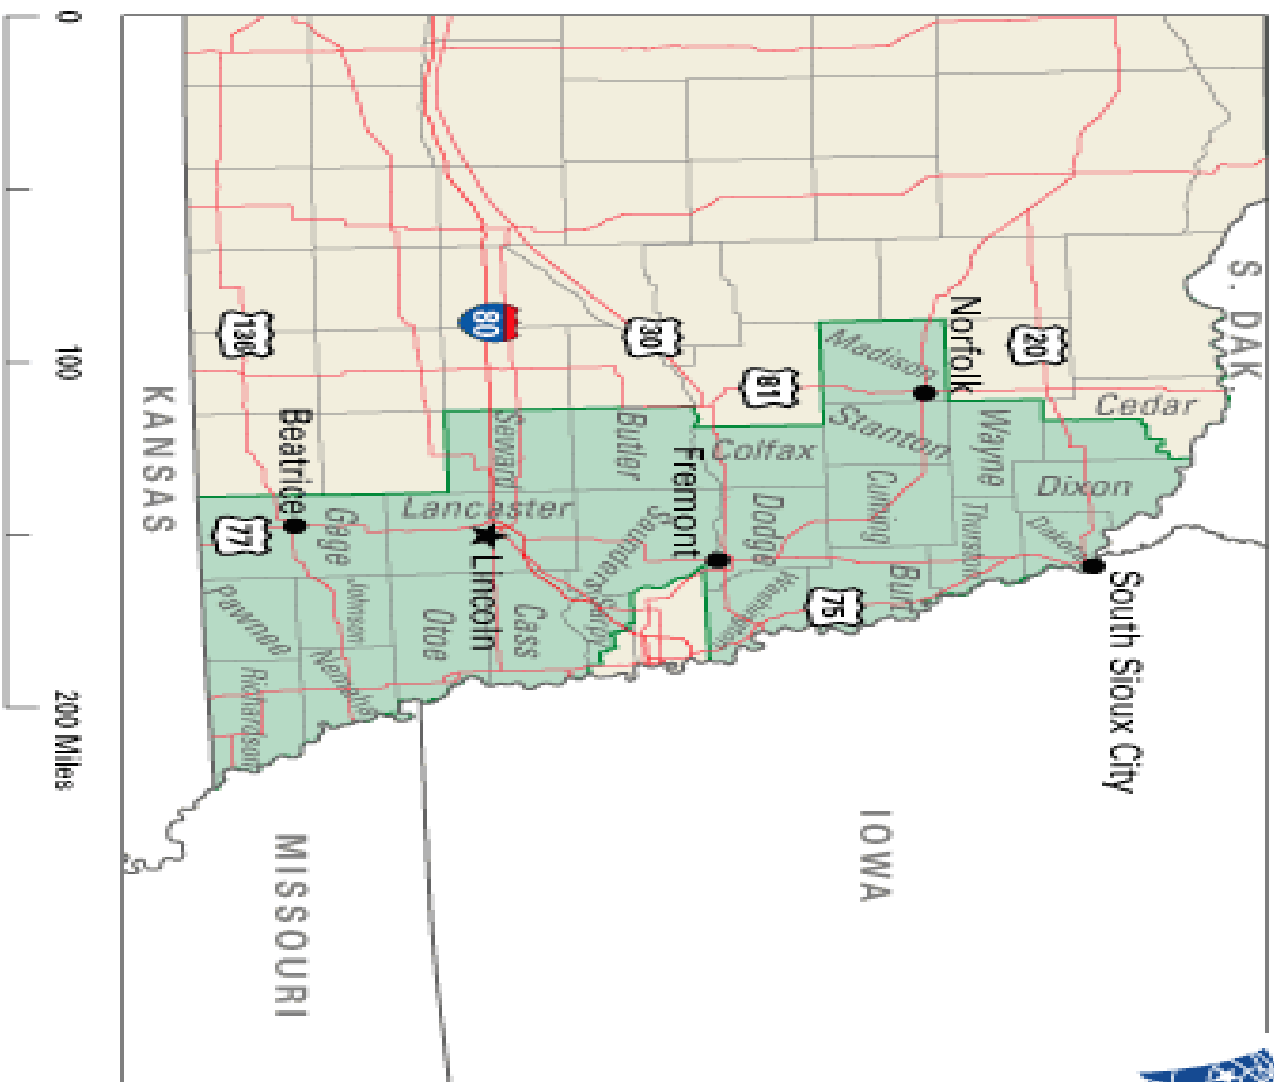 S. DAK
Cedar
20
Norfolk
Madison
Wayne
Dixon
South Sioux City
Dakota
Stanton
Cuming
Thurston
81
Colfax
Dodge
Burt
75
Washington
30
Fremont
Butler
Saunders
Sarpy
IOWA
80
Seward
Lancaster
Lincoln
Cass
Otoe
136
Beatrice
77
Gage
Johnson
Nemaha
Pawnee
Richardson
KANSAS
MISSOURI
0
100
200 Miles